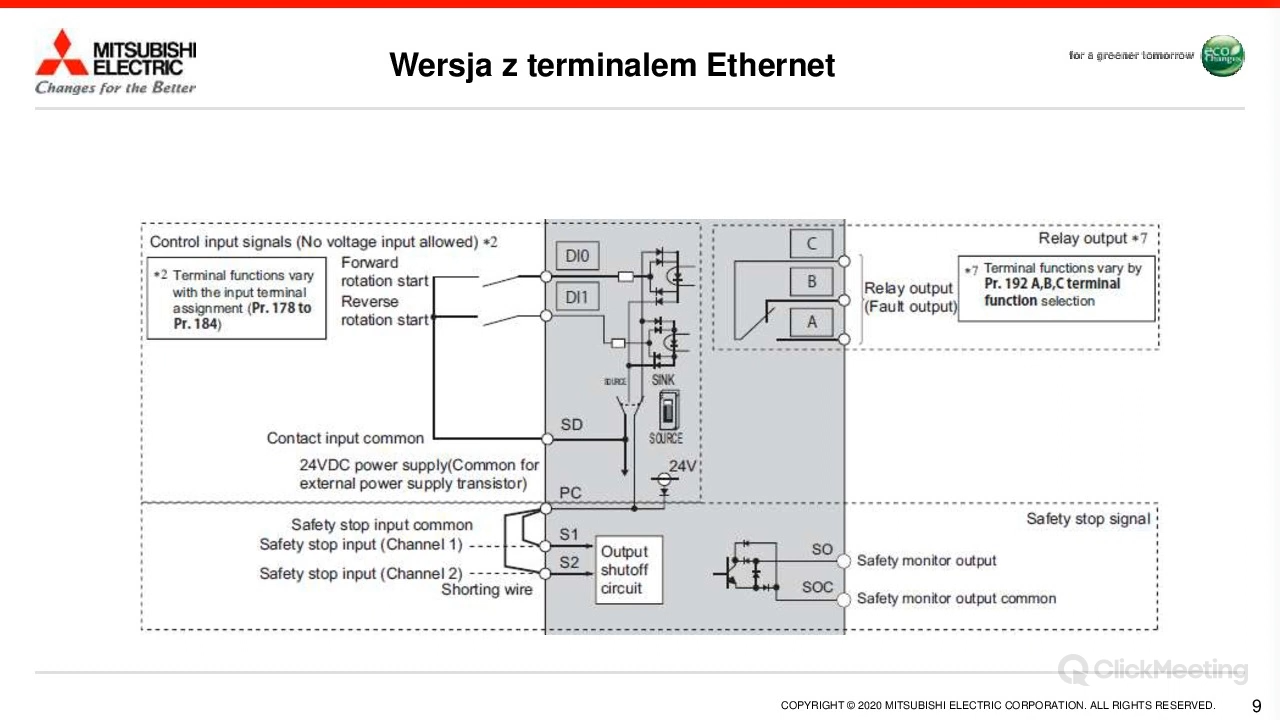 MITSUBISHI
ELECTRIC
Changes for the Better
Wersja z terminalem Ethernet
for a greener tomorrow
eco
Changes
Control input signals (No voltage input allowed) *2
*2 Terminal functions vary
with the input terminal
assignment (Pr. 178 to
Pr. 184)
Forward
rotation start
Reverse
rotation start
DI0
DI1
SOURCE
SINK
SOURCE
SD
Contact input common
24VDC power supply(Common for
external power supply transistor)
24V
PC
C
B
A
Relay output *7
Relay output
(Fault output)
*7 Terminal functions vary by
Pr. 192 A,B,C terminal
function selection
Safety stop input common
Safety stop input (Channel 1)
Safety stop input (Channel 2)
Shorting wire
S1
S2
Output
shutoff
circuit
Safety stop signal
SO
Safety monitor output
SOC
Safety monitor output common
ClickMeeting
COPYRIGHT © 2020 MITSUBISHI ELECTRIC CORPORATION. ALL RIGHTS RESERVED.
9